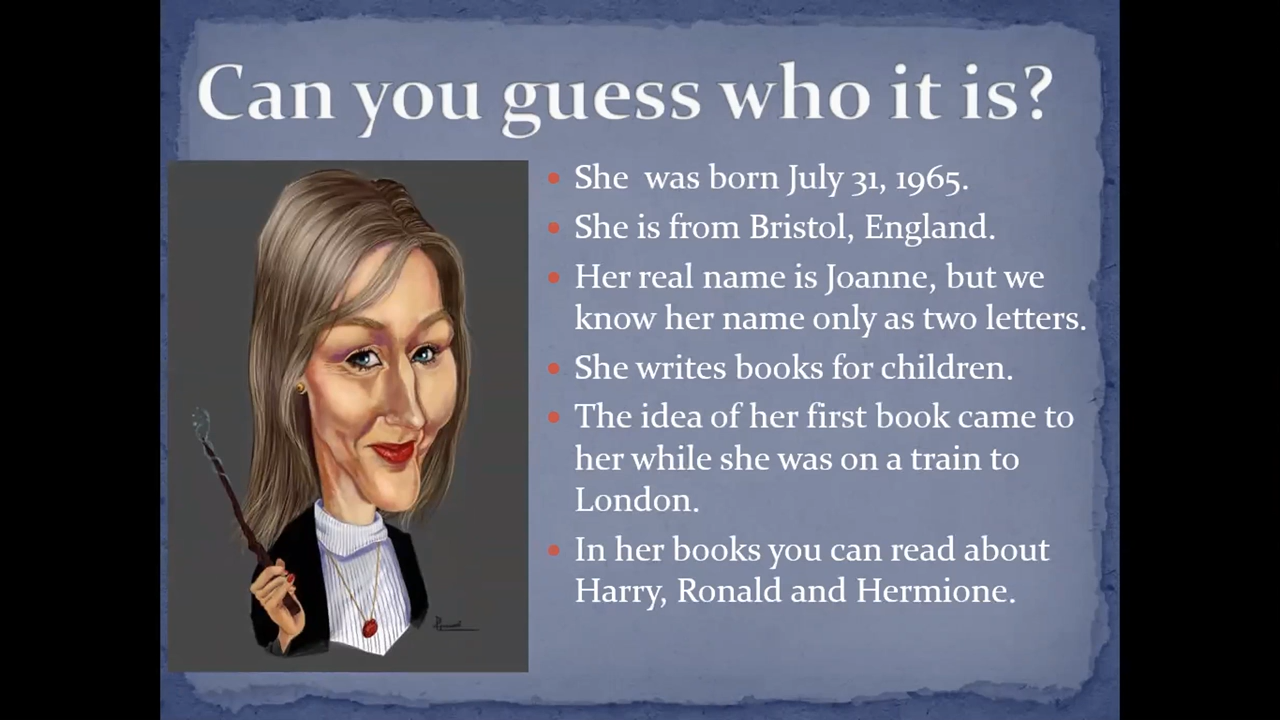 Can you guess who it is?
She was born July 31, 1965.
She is from Bristol, England.
Her real name is Joanne, but we
know her name only as two letters.
She writes books for children.
The idea of her first book came to
her while she was on a train to
London.
In her books you can read about
Harry, Ronald and Hermione.